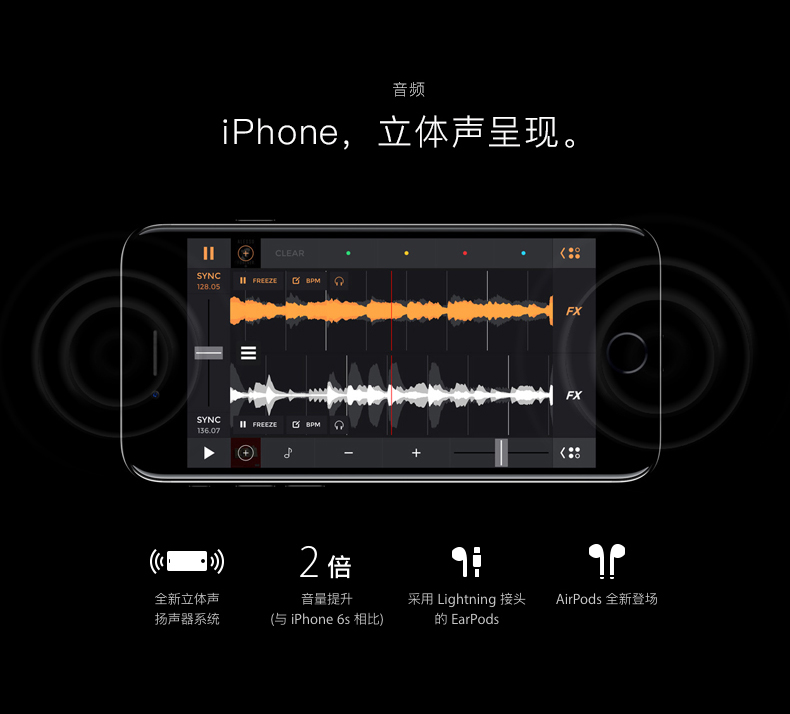 音频
iPhone，立体声呈现。
CLEAR
SYNC
128.05
FREEZE
BPM
FX
FX
SYNC
136.07
FREEZE
BPM
2 倍
全新立体声
扬声器系统
音量提升
(与 iPhone 6s 相比)
采用 Lightning 接头
的 EarPods
AirPods 全新登场